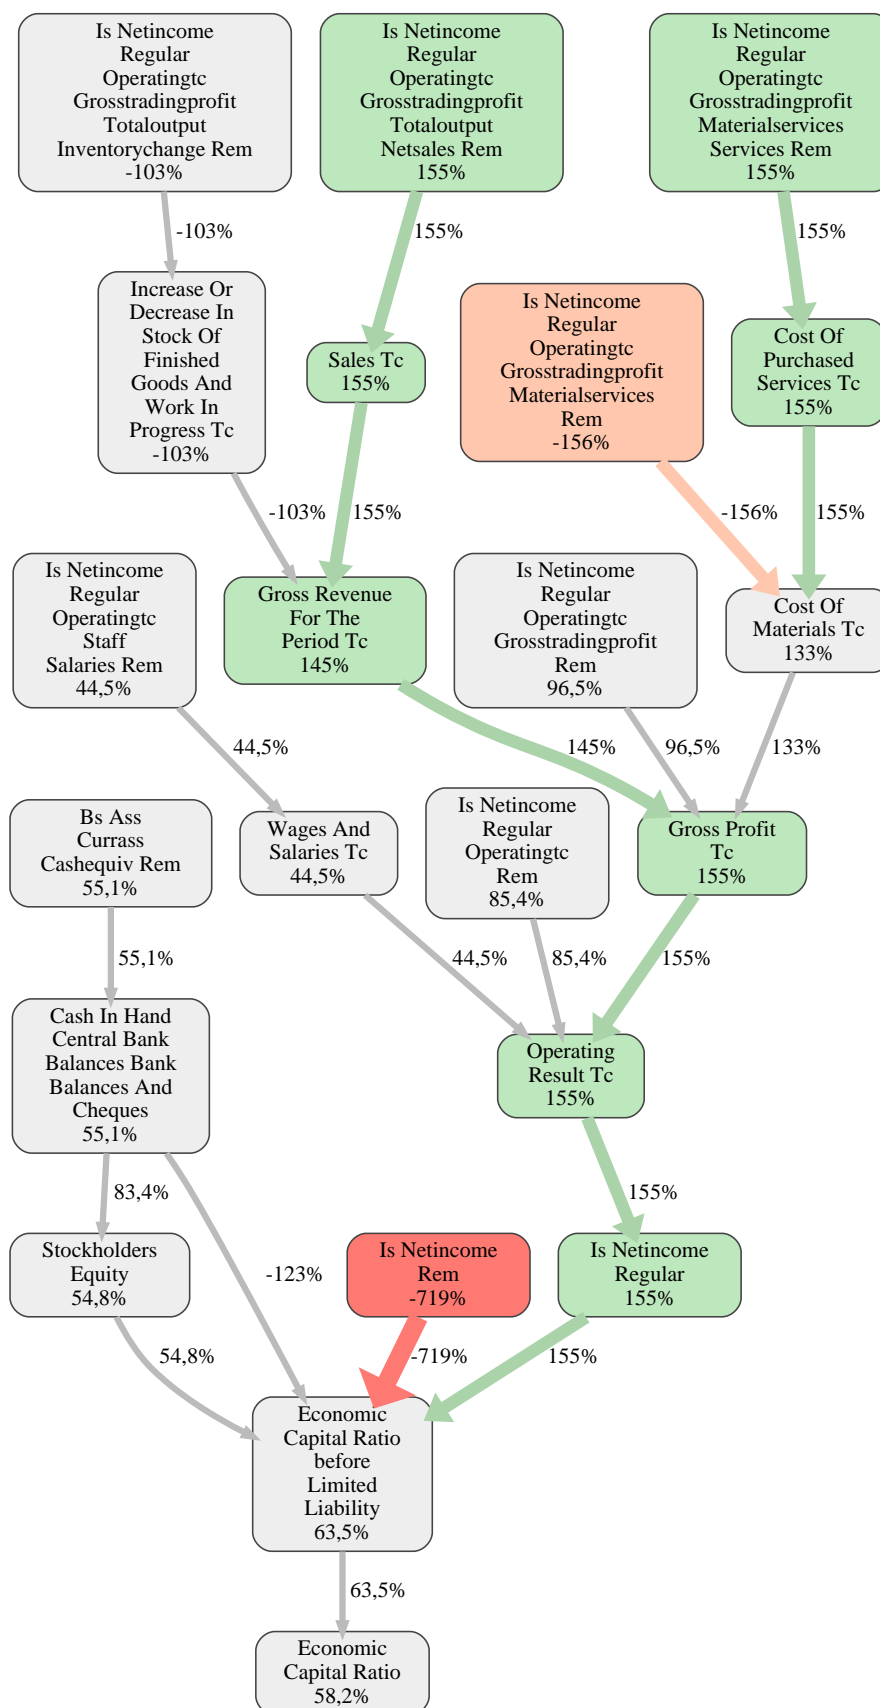 Is Netincome
Regular
Operatingtc
Grosstradingprofit
Totaloutput
Inventorychange Rem
-103%
Is Netincome
Regular
Operatingtc
Grosstradingprofit
Totaloutput
Netsales Rem
155%
Is Netincome
Regular
Operatingtc
Grosstradingprofit
Materialservices
Services Rem
155%
-103%
155%
155%
Increase Or
Decrease In
Stock Of
Finished
Goods And
Work In
Progress Tc
-103%
Sales Tc
155%
Is Netincome
Regular
Operatingtc
Grosstradingprofit
Materialservices
Rem
-156%
Cost Of
Purchased
Services Tc
155%
-103%
155%
-156%
155%
Is Netincome
Regular
Operatingtc
Staff
Salaries Rem
44,5%
Gross Revenue
For The
Period Tc
145%
Is Netincome
Regular
Operatingtc
Grosstradingprofit
Rem
96,5%
Cost Of
Materials Tc
133%
44,5%
145%
96,5%
133%
Bs Ass
Currass
Cashequiv Rem
55,1%
Wages And
Salaries Tc
44,5%
Is Netincome
Regular
Operatingtc
Rem
85,4%
Gross Profit
Tc
155%
55,1%
44,5%
85,4%
155%
Cash In Hand
Central Bank
Balances Bank
Balances And
Cheques
55,1%
Operating
Result Tc
155%
83,4%
-123%
155%
Stockholders
Equity
54,8%
Is Netincome
Rem
-719%
Is Netincome
Regular
155%
54,8%
-719%
155%
Economic
Capital Ratio
before
Limited
Liability
63,5%
63,5%
Economic
Capital Ratio
58,2%